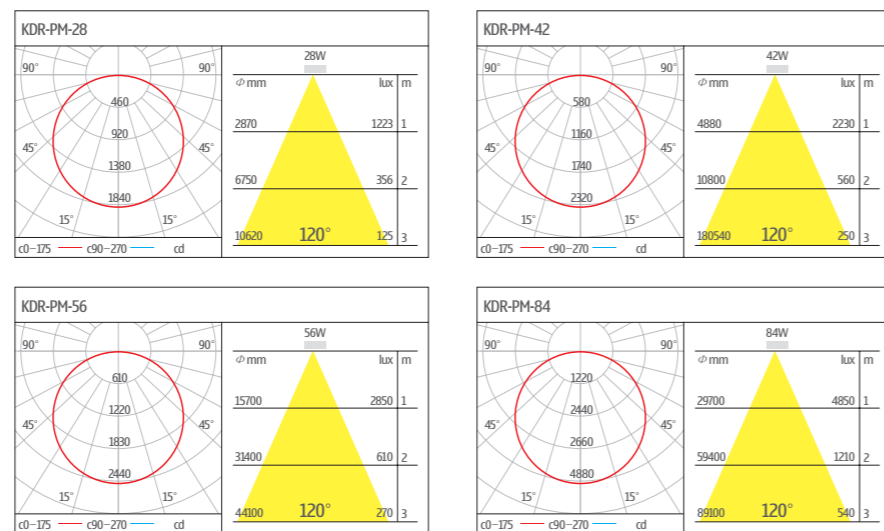 KDR-PM-28
90° 90°
460
920
45° 45°
1380
1840
15° 15°
c0-175 c90-270 cd
28W
Φ mm lux m
2870 1223 1
6750 356 2
10620 120° 125 3
KDR-PM-42
90° 90°
580
1160
45° 45°
1740
2320
15° 15°
c0-175 c90-270 cd
42W
Φ mm lux m
4880 2230 1
10800 560 2
180540 120° 250 3
KDR-PM-56
90° 90°
610
1220
45° 45°
1830
2440
15° 15°
c0-175 c90-270 cd
56W
Φ mm lux m
15700 2850 1
31400 610 2
44100 120° 270 3
KDR-PM-84
90° 90°
1220
2440
45° 45°
2660
4880
15° 15°
c0-175 c90-270 cd
84W
Φ mm lux m
29700 4850 1
59400 1210 2
89100 120° 540 3